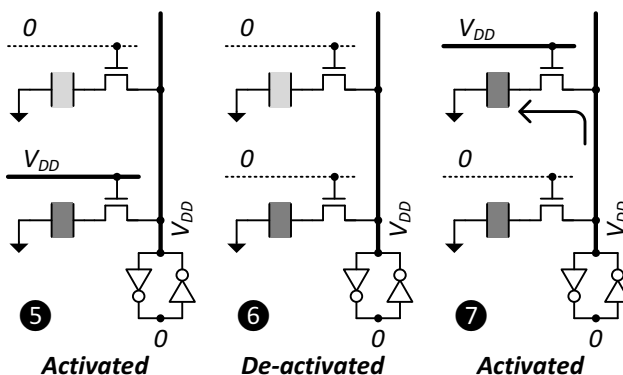 0 0 V_DD
V_DD 0 0
V_DD V_DD V_DD
5 6 7
0 0 0
Activated De-activated Activated